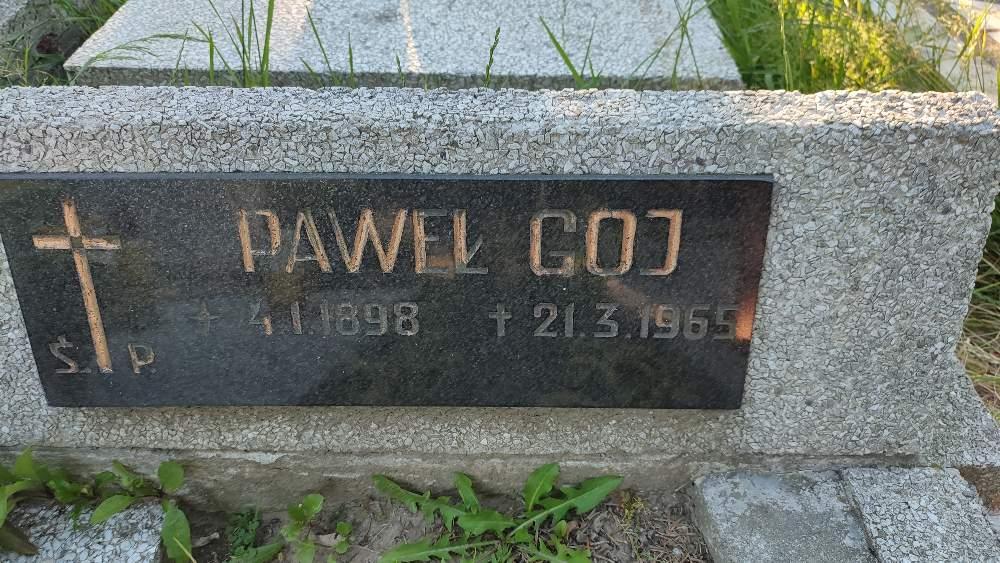 PAWEŁ GOJ
+ 4.1.1898 † 21.3.1965
Ś. P.